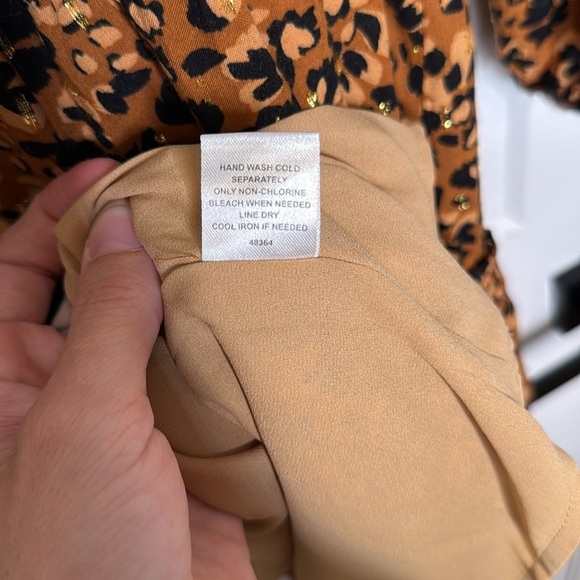 HAND WASH COLD
SEPARATELY
ONLY NON-CHLORINE
BLEACH WHEN NEEDED
LINE DRY
COOL IRON IF NEEDED
48364